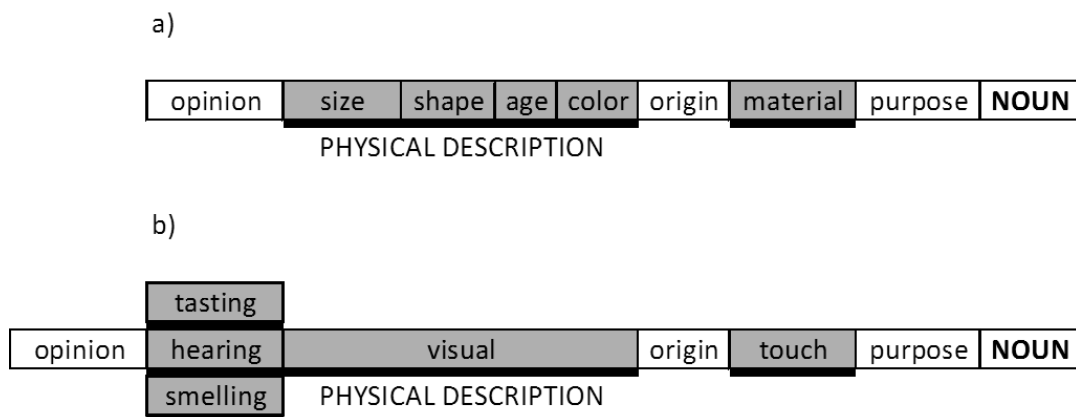 a)
opinion size shape age color origin material purpose NOUN
PHYSICAL DESCRIPTION
b)
tasting
opinion hearing visual origin touch purpose NOUN
smelling PHYSICAL DESCRIPTION